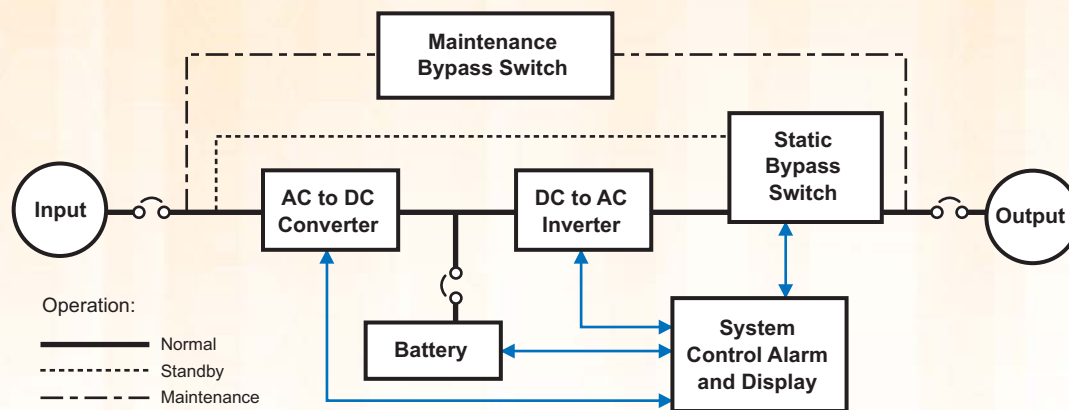 Maintenance
Bypass Switch
Static
Bypass
Switch
Input
AC to DC
Converter
DC to AC
Inverter
Output
Operation:
Normal
Standby
Maintenance
Battery
System
Control Alarm
and Display